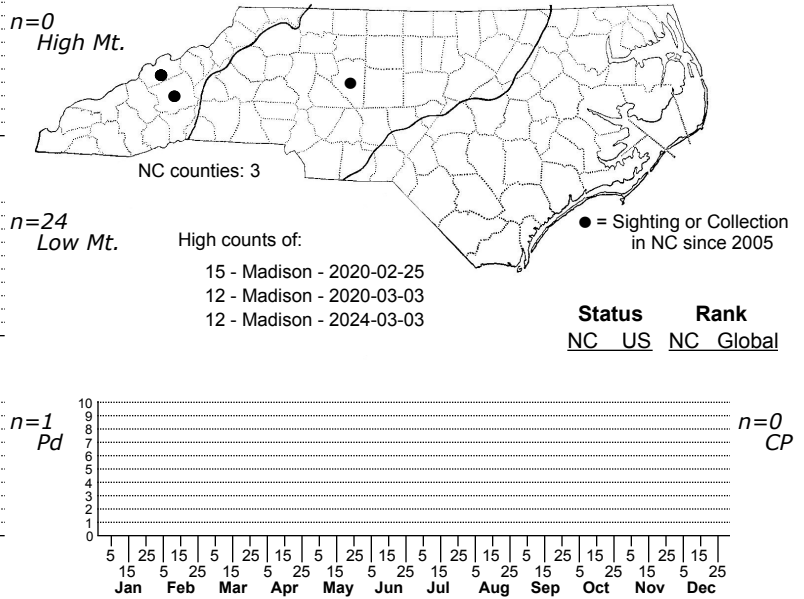 n=0
High Mt.
NC counties: 3
n=24
Low Mt.
High counts of:
15 - Madison - 2020-02-25
12 - Madison - 2020-03-03
12 - Madison - 2024-03-03
● = Sighting or Collection
in NC since 2005
Status Rank
NC US NC Global
n=1
Pd
n=0
CP
10
9
8
7
6
5
4
3
2
1
0
5 25 15 5 25 15 5 25 15 5 25 15 5 25 15 5 25 15
15 5 25 15 5 25 15 5 25 15 5 25 15 5 25 15 5 25
Jan Feb Mar Apr May Jun Jul Aug Sep Oct Nov Dec